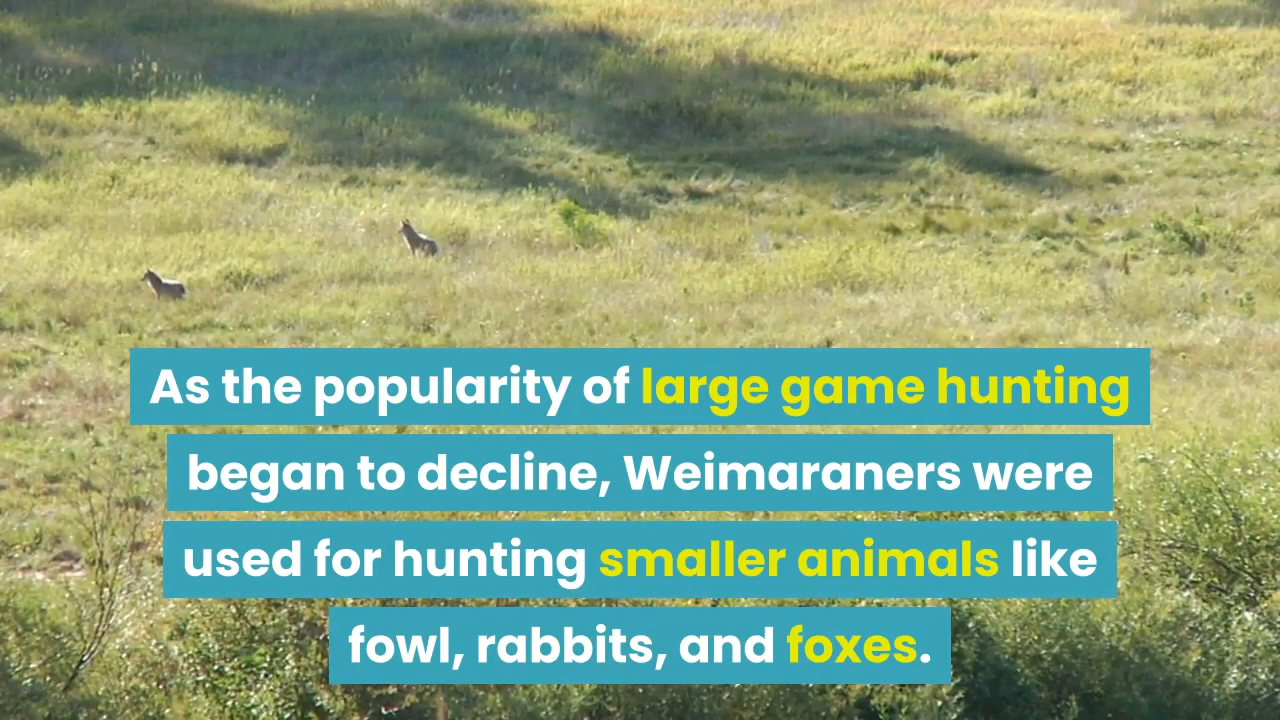 As the popularity of large game hunting
began to decline, Weimaraners were
used for hunting smaller animals like
fowl, rabbits, and foxes.